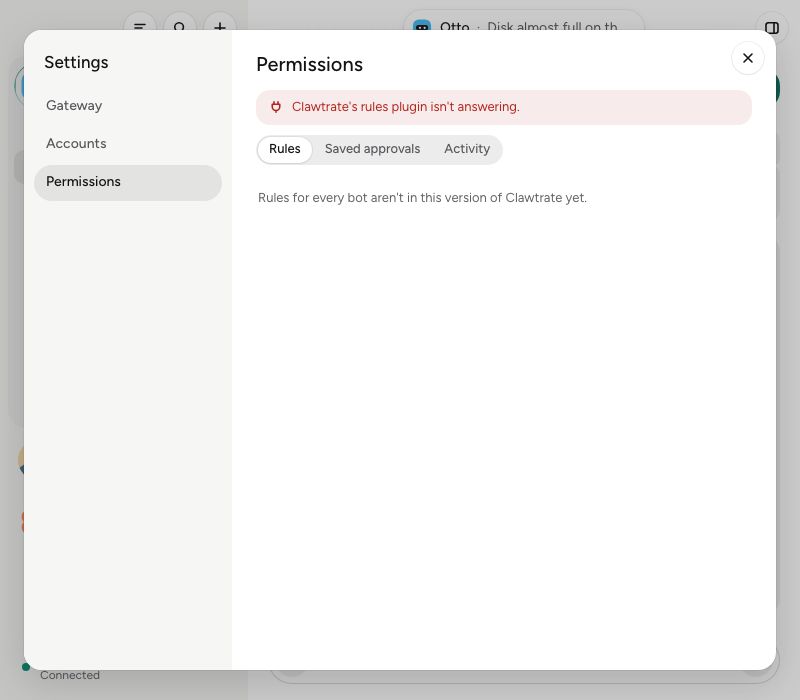 Otto · Disk almost full on th
Settings
Gateway
Accounts
Permissions
Permissions
Clawtrate's rules plugin isn't answering.
Rules
Saved approvals
Activity
Rules for every bot aren't in this version of Clawtrate yet.
Connected